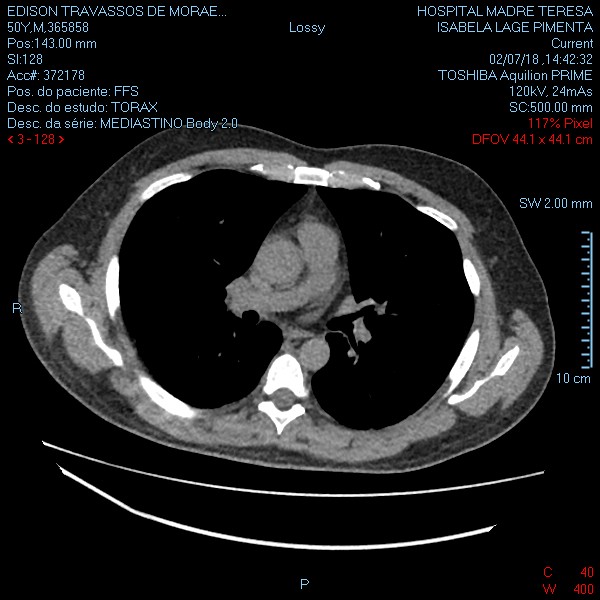 EDISON TRAVASSOS DE MORAE...
50Y,M,365858
Pos:143.00 mm
SI:128
Acc#: 372178
Pos. do paciente: FFS
Desc. do estudo: TORAX
Desc. da série: MEDIASTINO Body 2.0
< 3 - 128 >
Lossy
HOSPITAL MADRE TERESA
ISABELA LAGE PIMENTA
Current
02/07/18 ,14:42:32
TOSHIBA Aquilion PRIME
120kV, 24mAs
SC:500.00 mm
117% Pixel
DFOV 44.1 x 44.1 cm
SW 2.00 mm
R
10 cm
P
C 40
W 400